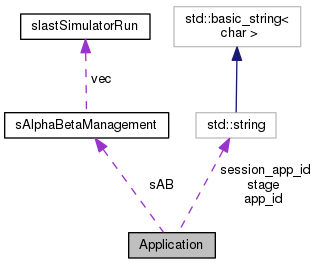 slastSimulatorRun
std::basic_string<
char >
vec
sAlphaBetaManagement
std::string
sAB
session_app_id
stage
app_id
Application